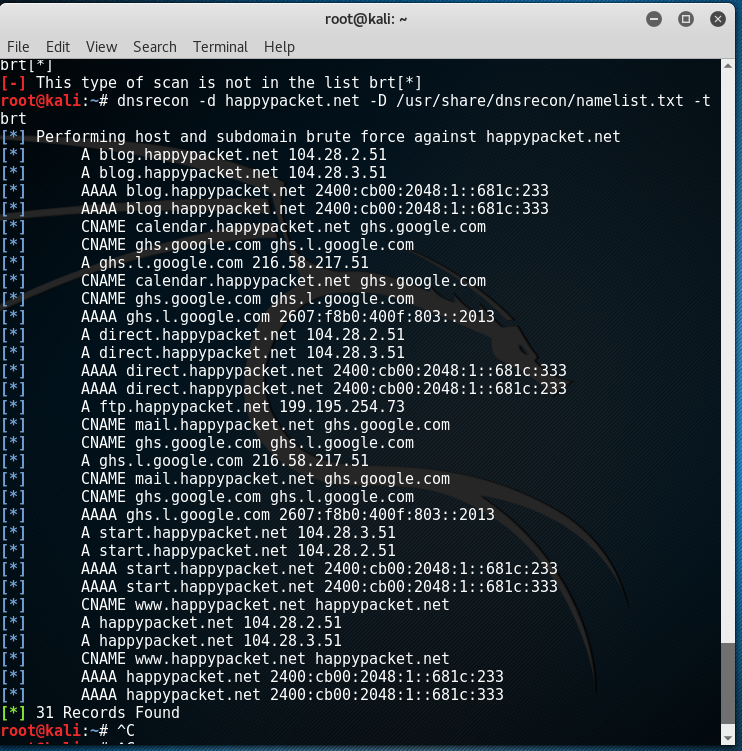 root@kali: ~
File Edit View Search Terminal Help
brt[*]
[-] This type of scan is not in the list brt[*]
root@kali:~# dnsrecon -d happypacket.net -D /usr/share/dnsrecon/namelist.txt -t
brt
[*] Performing host and subdomain brute force against happypacket.net
[*] A blog.happypacket.net 104.28.2.51
[*] A blog.happypacket.net 104.28.3.51
[*] AAAA blog.happypacket.net 2400:cb00:2048:1::681c:233
[*] AAAA blog.happypacket.net 2400:cb00:2048:1::681c:333
[*] CNAME calendar.happypacket.net ghs.google.com
[*] CNAME ghs.google.com ghs.l.google.com
[*] A ghs.l.google.com 216.58.217.51
[*] CNAME calendar.happypacket.net ghs.google.com
[*] CNAME ghs.google.com ghs.l.google.com
[*] AAAA ghs.l.google.com 2607:f8b0:400f:803::2013
[*] A direct.happypacket.net 104.28.2.51
[*] A direct.happypacket.net 104.28.3.51
[*] AAAA direct.happypacket.net 2400:cb00:2048:1::681c:333
[*] AAAA direct.happypacket.net 2400:cb00:2048:1::681c:233
[*] A ftp.happypacket.net 199.195.254.73
[*] CNAME mail.happypacket.net ghs.google.com
[*] CNAME ghs.google.com ghs.l.google.com
[*] A ghs.l.google.com 216.58.217.51
[*] CNAME mail.happypacket.net ghs.google.com
[*] CNAME ghs.google.com ghs.l.google.com
[*] AAAA ghs.l.google.com 2607:f8b0:400f:803::2013
[*] A start.happypacket.net 104.28.3.51
[*] A start.happypacket.net 104.28.2.51
[*] AAAA start.happypacket.net 2400:cb00:2048:1::681c:233
[*] AAAA start.happypacket.net 2400:cb00:2048:1::681c:333
[*] CNAME www.happypacket.net happypacket.net
[*] A happypacket.net 104.28.2.51
[*] A happypacket.net 104.28.3.51
[*] CNAME www.happypacket.net happypacket.net
[*] AAAA happypacket.net 2400:cb00:2048:1::681c:233
[*] AAAA happypacket.net 2400:cb00:2048:1::681c:333
[*] 31 Records Found
root@kali:~# ^C